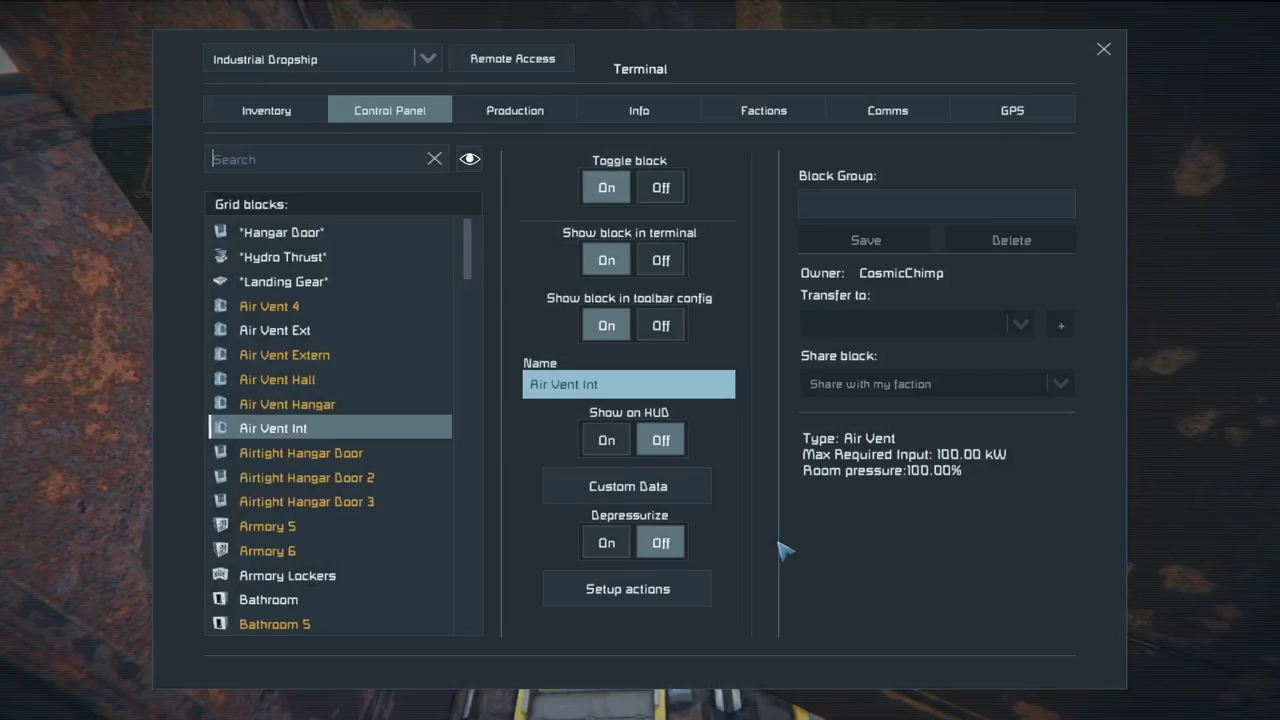 Industrial Dropship
Remote Access
Terminal
Inventory
Control Panel
Production
Info
Factions
Comms
GPS
Search
Grid blocks:
*Hangar Door*
*Hydro Thrust*
*Landing Gear*
Air Vent 4
Air Vent Ext
Air Vent Extern
Air Vent Hall
Air Vent Hangar
Air Vent Int
Airtight Hangar Door
Airtight Hangar Door 2
Airtight Hangar Door 3
Armory 5
Armory 6
Armory Lockers
Bathroom
Bathroom 5
Toggle block
On Off
Show block in terminal
On Off
Show block in toolbar config
On Off
Name
Air Vent Int
Show on HUD
On Off
Custom Data
Depressurize
On Off
Setup actions
Block Group:
Save Delete
Owner: CosmicChimp
Transfer to:
+
Share block:
Share with my faction
Type: Air Vent
Max Required Input: 100.00 kW
Room pressure:100.00%